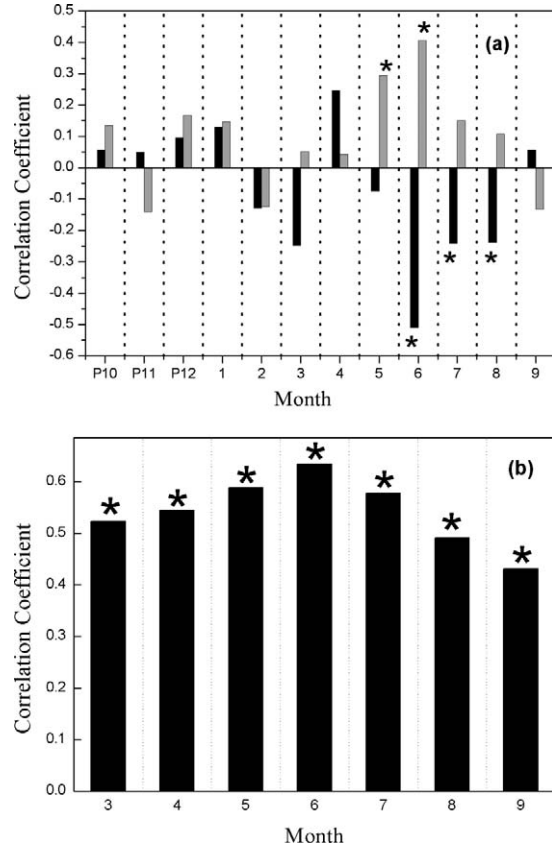 (a)
Correlation Coefficient
0.5
0.4
0.3
0.2
0.1
0.0
-0.1
-0.2
-0.3
-0.4
-0.5
-0.6
* *
* * *
P10 P11 P12 1 2 3 4 5 6 7 8 9
Month
(b)
Correlation Coefficient
0.6
0.5
0.4
0.3
0.2
0.1
0.0
* * * * * * *
3 4 5 6 7 8 9
Month